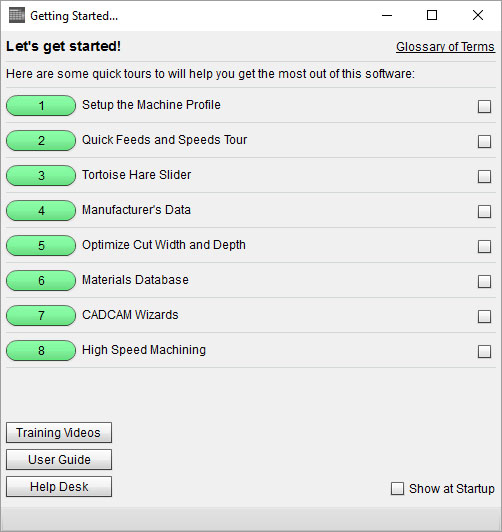 Getting Started...
Let's get started!
Glossary of Terms
Here are some quick tours to will help you get the most out of this software:
1 Setup the Machine Profile
2 Quick Feeds and Speeds Tour
3 Tortoise Hare Slider
4 Manufacturer's Data
5 Optimize Cut Width and Depth
6 Materials Database
7 CADCAM Wizards
8 High Speed Machining
Training Videos
User Guide
Help Desk
Show at Startup